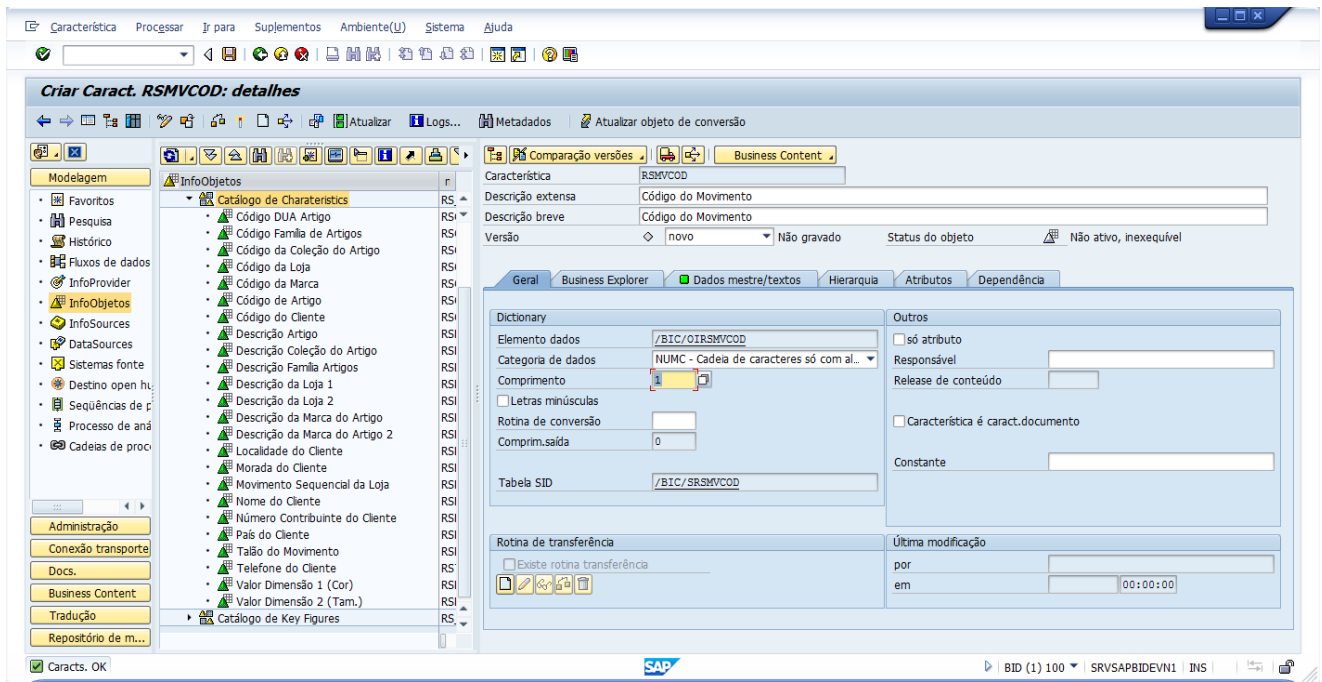 Característica Processar Ir para Suplementos Ambiente(U) Sistema Ajuda
Criar Caract. RSMVCOD: detalhes
Atualizar Logs... Metadados Atualizar objeto de conversão
Modelagem
Favoritos
Pesquisa
Histórico
Fluxos de dados
InfoProvider
InfoObjetos
InfoSources
DataSources
Sistemas fonte
Destino open hu
Seqüências de p
Processo de aná
Cadeias de proc
Administração
Conexão transporte
Docs.
Business Content
Tradução
Repositório de m...
InfoObjetos
Catálogo de Charateristics RS_
Código DUA Artigo
Código Família de Artigos
Código da Coleção do Artigo
Código da Loja
Código da Marca
Código de Artigo
Código do Cliente
Descrição Artigo
Descrição Coleção do Artigo
Descrição Família Artigos
Descrição da Loja 1
Descrição da Loja 2
Descrição da Marca do Artigo
Descrição da Marca do Artigo 2
Localidade do Cliente
Morada do Cliente
Movimento Sequencial da Loja
Nome do Cliente
Número Contribuinte do Cliente
País do Cliente
Talão do Movimento
Telefone do Cliente
Valor Dimensão 1 (Cor)
Valor Dimensão 2 (Tam.)
Catálogo de Key Figures RS_
Comparação versões Business Content
Característica RSMVCOD
Descrição extensa Código do Movimento
Descrição breve Código do Movimento
Versão novo Não gravado Status do objeto Não ativo, inexequível
Geral Business Explorer Dados mestre/textos Hierarquia Atributos Dependência
Dictionary
Elemento dados /BIC/OIRSMVCOD
Categoria de dados NUMC - Cadeia de caracteres só com al...
Comprimento 1
Letras minúsculas
Rotina de conversão
Comprim.saída 0
Tabela SID /BIC/SRSMVCOD
Outros
só atributo
Responsável
Release de conteúdo
Característica é caract.documento
Constante
Rotina de transferência
Existe rotina transferência
Última modificação
por
em 00:00:00
Caracts. OK SAP BID (1) 100 SRVSAPBIDEVN1 INS